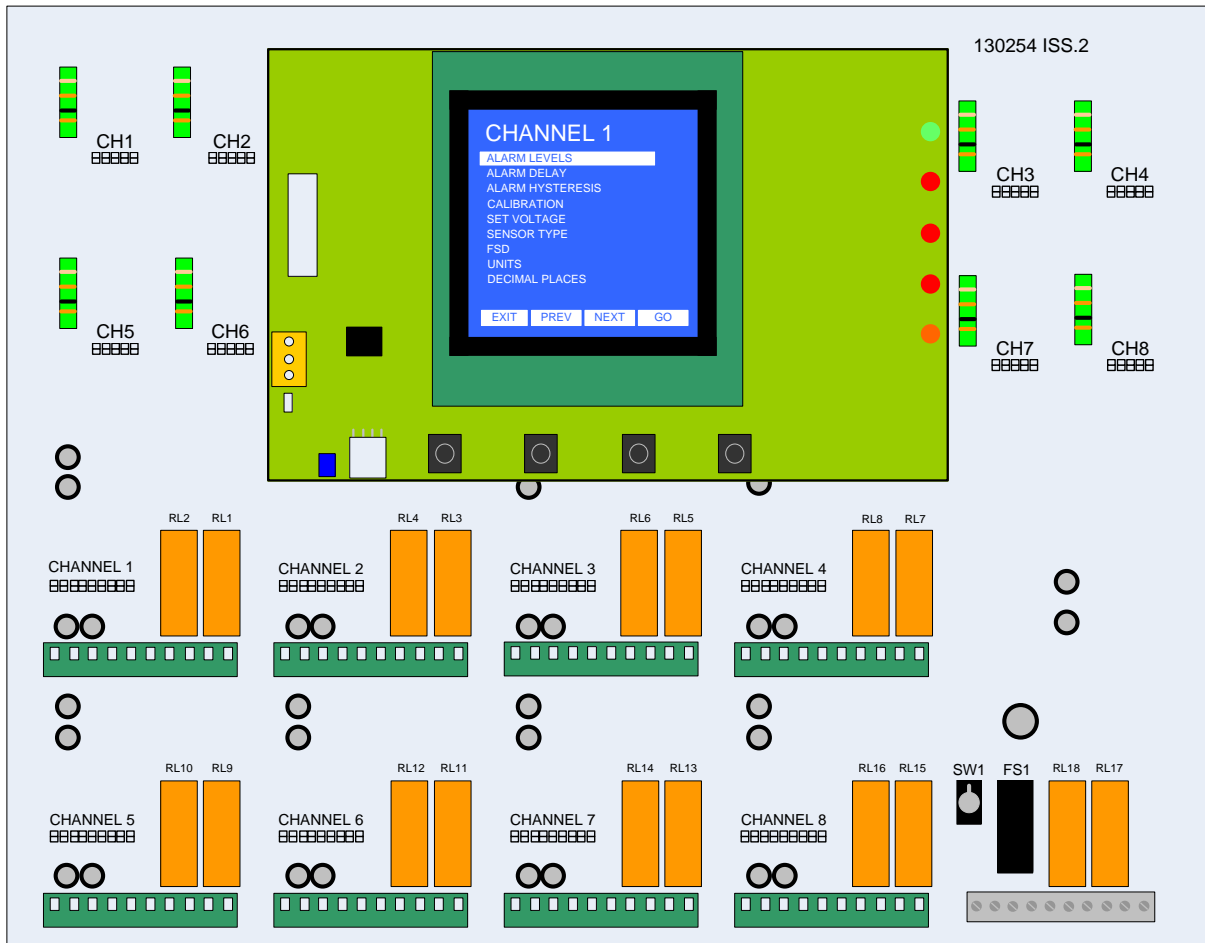 130254 ISS.2
CH1
CH2
CH3
CH4
CH5
CH6
CH7
CH8
CHANNEL 1
ALARM LEVELS
ALARM DELAY
ALARM HYSTERESIS
CALIBRATION
SET VOLTAGE
SENSOR TYPE
FSD
UNITS
DECIMAL PLACES
EXIT PREV NEXT GO
RL2 RL1 RL4 RL3 RL6 RL5 RL8 RL7
CHANNEL 1 CHANNEL 2 CHANNEL 3 CHANNEL 4
RL10 RL9 RL12 RL11 RL14 RL13 RL16 RL15 SW1 FS1 RL18 RL17
CHANNEL 5 CHANNEL 6 CHANNEL 7 CHANNEL 8